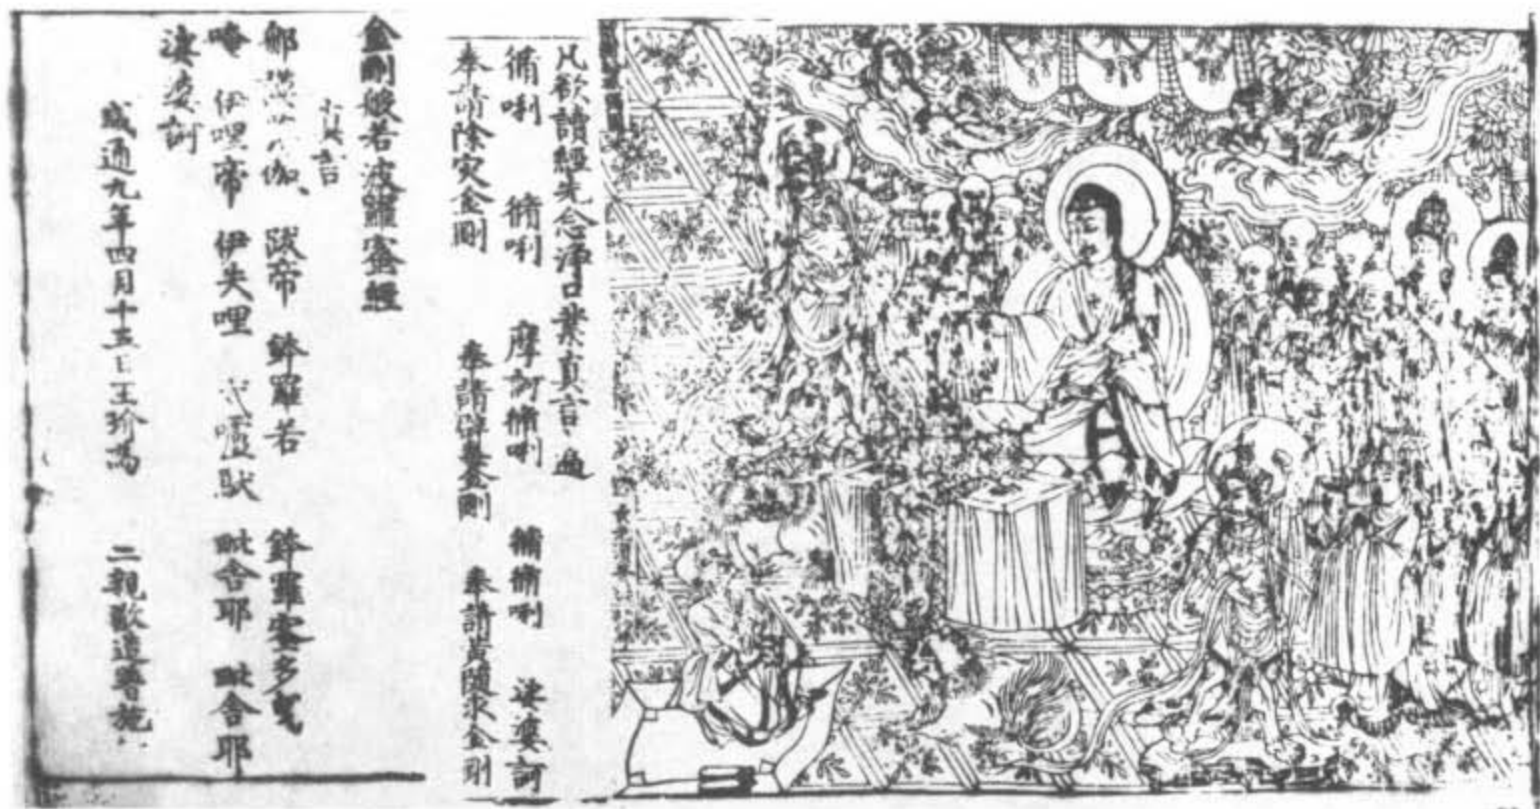 凡欲讀經先念淨口業真言一遍
脩唎 脩唎 摩訶脩唎 脩脩唎 娑婆訶
奉請除災金剛 奉請辟毒金剛 奉請黃隨求金剛
金剛般若波羅蜜經
真言
那謨 伽 跋帝 鉢羅若 鉢羅蜜多曳
唵 伊哩帝 伊失哩 戍嚧馱 毗舍耶 毗舍耶
娑婆訶
咸通九年四月十五日王玠為 二親敬造普施